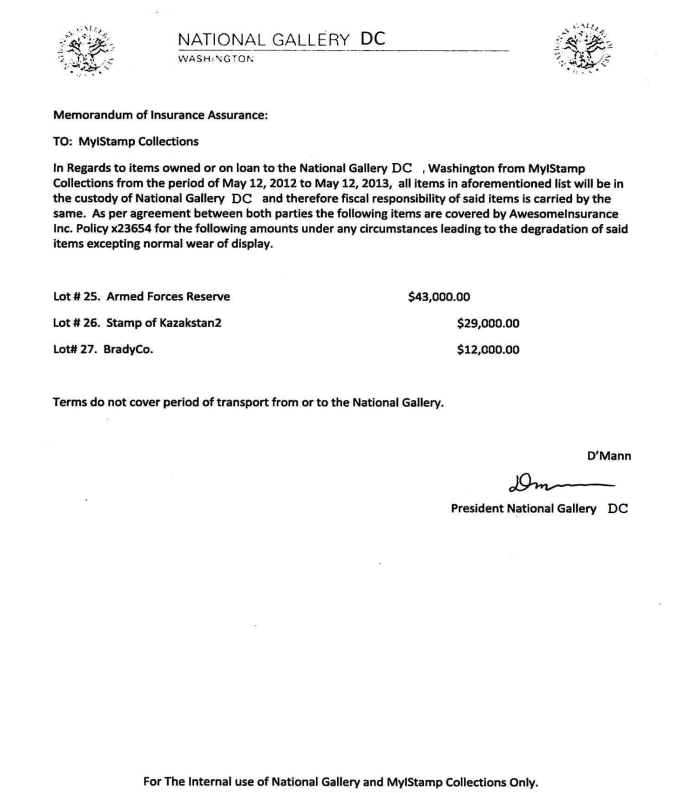 NATIONAL GALLERY DC
WASHINGTON
Memorandum of Insurance Assurance:
TO: MyIStamp Collections
In Regards to items owned or on loan to the National Gallery DC , Washington from MyIStamp
Collections from the period of May 12, 2012 to May 12, 2013, all items in aforementioned list will be in
the custody of National Gallery DC and therefore fiscal responsibility of said items is carried by the
same. As per agreement between both parties the following items are covered by AwesomeInsurance
Inc. Policy x23654 for the following amounts under any circumstances leading to the degradation of said
items excepting normal wear of display.
Lot # 25. Armed Forces Reserve $43,000.00
Lot # 26. Stamp of Kazakstan2 $29,000.00
Lot# 27. BradyCo. $12,000.00
Terms do not cover period of transport from or to the National Gallery.
D'Mann
Dm
President National Gallery DC
For The Internal use of National Gallery and MyIStamp Collections Only.